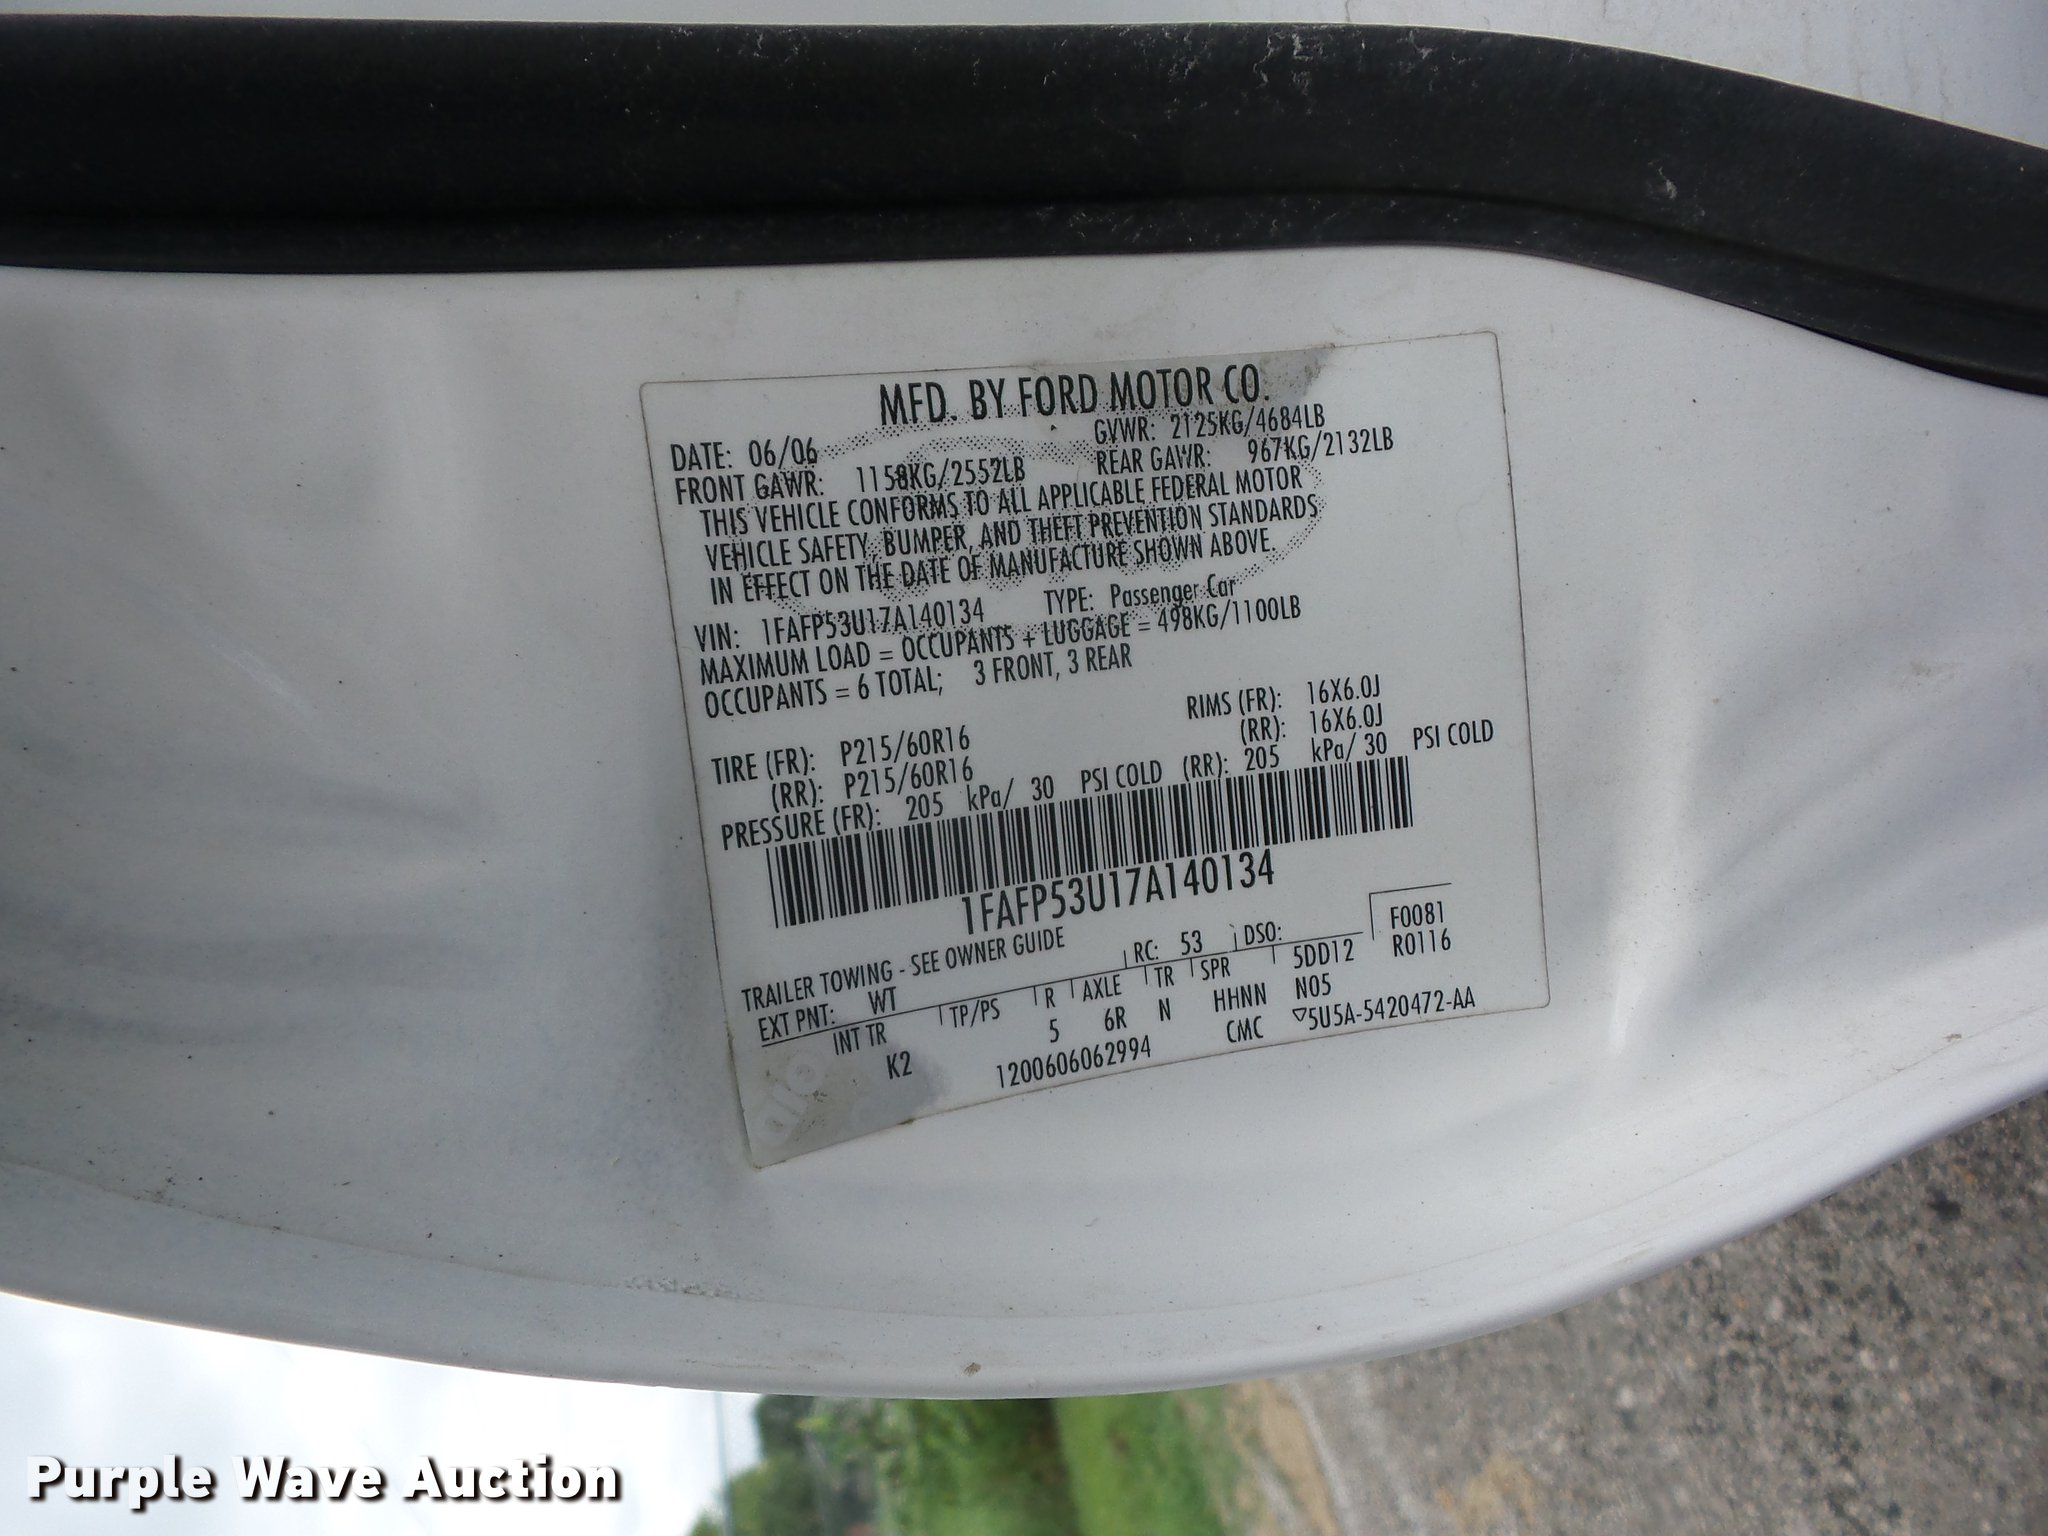 MFD. BY FORD MOTOR CO.
DATE: 06/06 GVWR: 2125KG/4684LB
FRONT GAWR: 1158KG/2552LB REAR GAWR: 967KG/2132LB
THIS VEHICLE CONFORMS TO ALL APPLICABLE FEDERAL MOTOR
VEHICLE SAFETY, BUMPER, AND THEFT PREVENTION STANDARDS
IN EFFECT ON THE DATE OF MANUFACTURE SHOWN ABOVE.
VIN: 1FAFP53U17A140134 TYPE: Passenger Car
MAXIMUM LOAD = OCCUPANTS + LUGGAGE = 498KG/1100LB
OCCUPANTS = 6 TOTAL; 3 FRONT, 3 REAR
TIRE (FR): P215/60R16 RIMS (FR): 16X6.0J
(RR): P215/60R16 (RR): 16X6.0J
PRESSURE (FR): 205 kPa/ 30 PSI COLD (RR): 205 kPa/ 30 PSI COLD
1FAFP53U17A140134
TRAILER TOWING - SEE OWNER GUIDE
EXT PNT: WT RC: 53 DSO: F0081
INT TR TP/PS R AXLE TR SPR 5DD12 R0116
K2 5 6R N HHNN N05
1200606062994 CMC ▽5U5A-5420472-AA
Purple Wave Auction